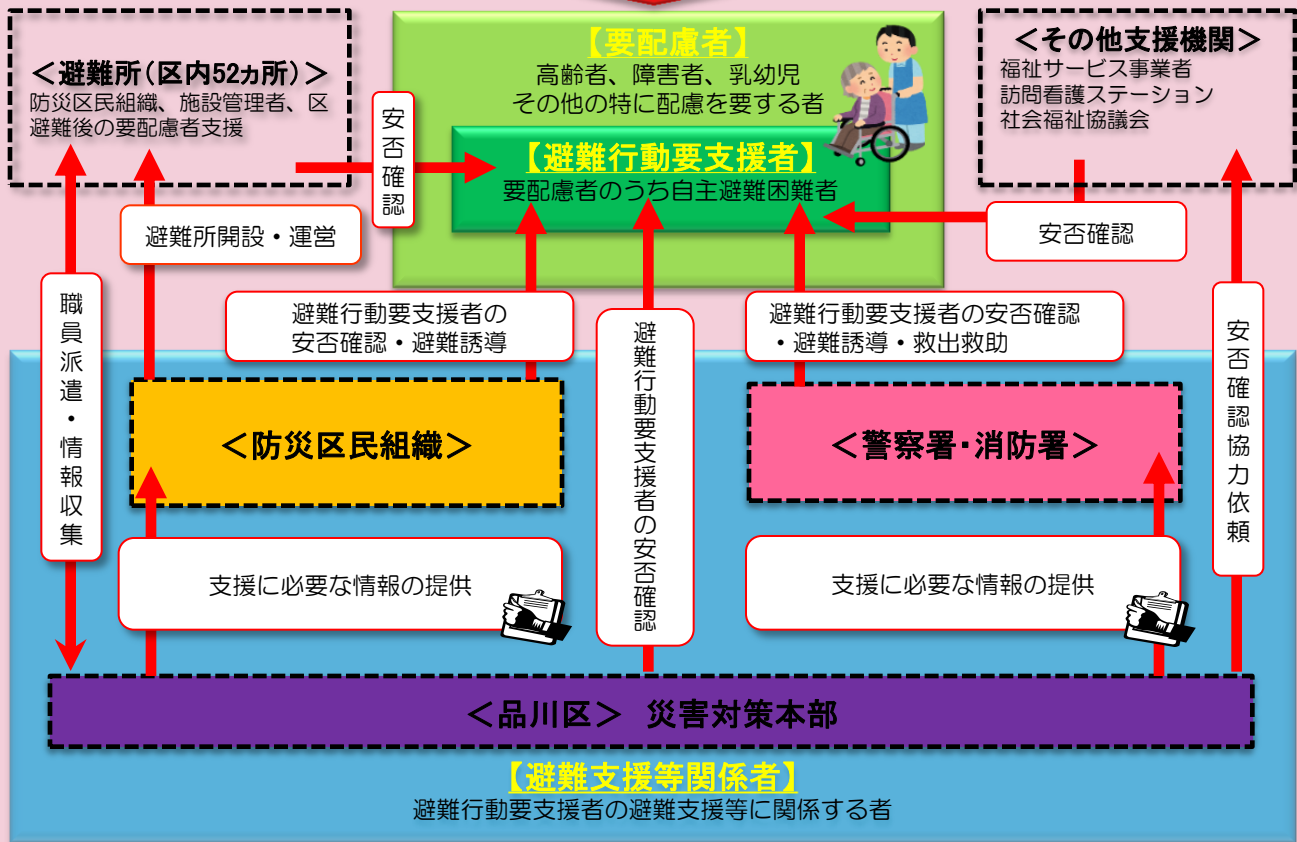 【要配慮者】
高齢者、障害者、乳幼児
その他の特に配慮を要する者
【避難行動要支援者】
要配慮者のうち自主避難困難者
＜避難所（区内52ヵ所）＞
防災区民組織、施設管理者、区
避難後の要配慮者支援
＜その他支援機関＞
福祉サービス事業者
訪問看護ステーション
社会福祉協議会
安否確認
安否確認
避難所開設・運営
職員派遣・情報収集
避難行動要支援者の
安否確認・避難誘導
避難行動要支援者の安否確認
避難行動要支援者の安否確認
・避難誘導・救出救助
安否確認協力依頼
＜防災区民組織＞
＜警察署・消防署＞
支援に必要な情報の提供
支援に必要な情報の提供
＜品川区＞ 災害対策本部
【避難支援等関係者】
避難行動要支援者の避難支援等に関係する者